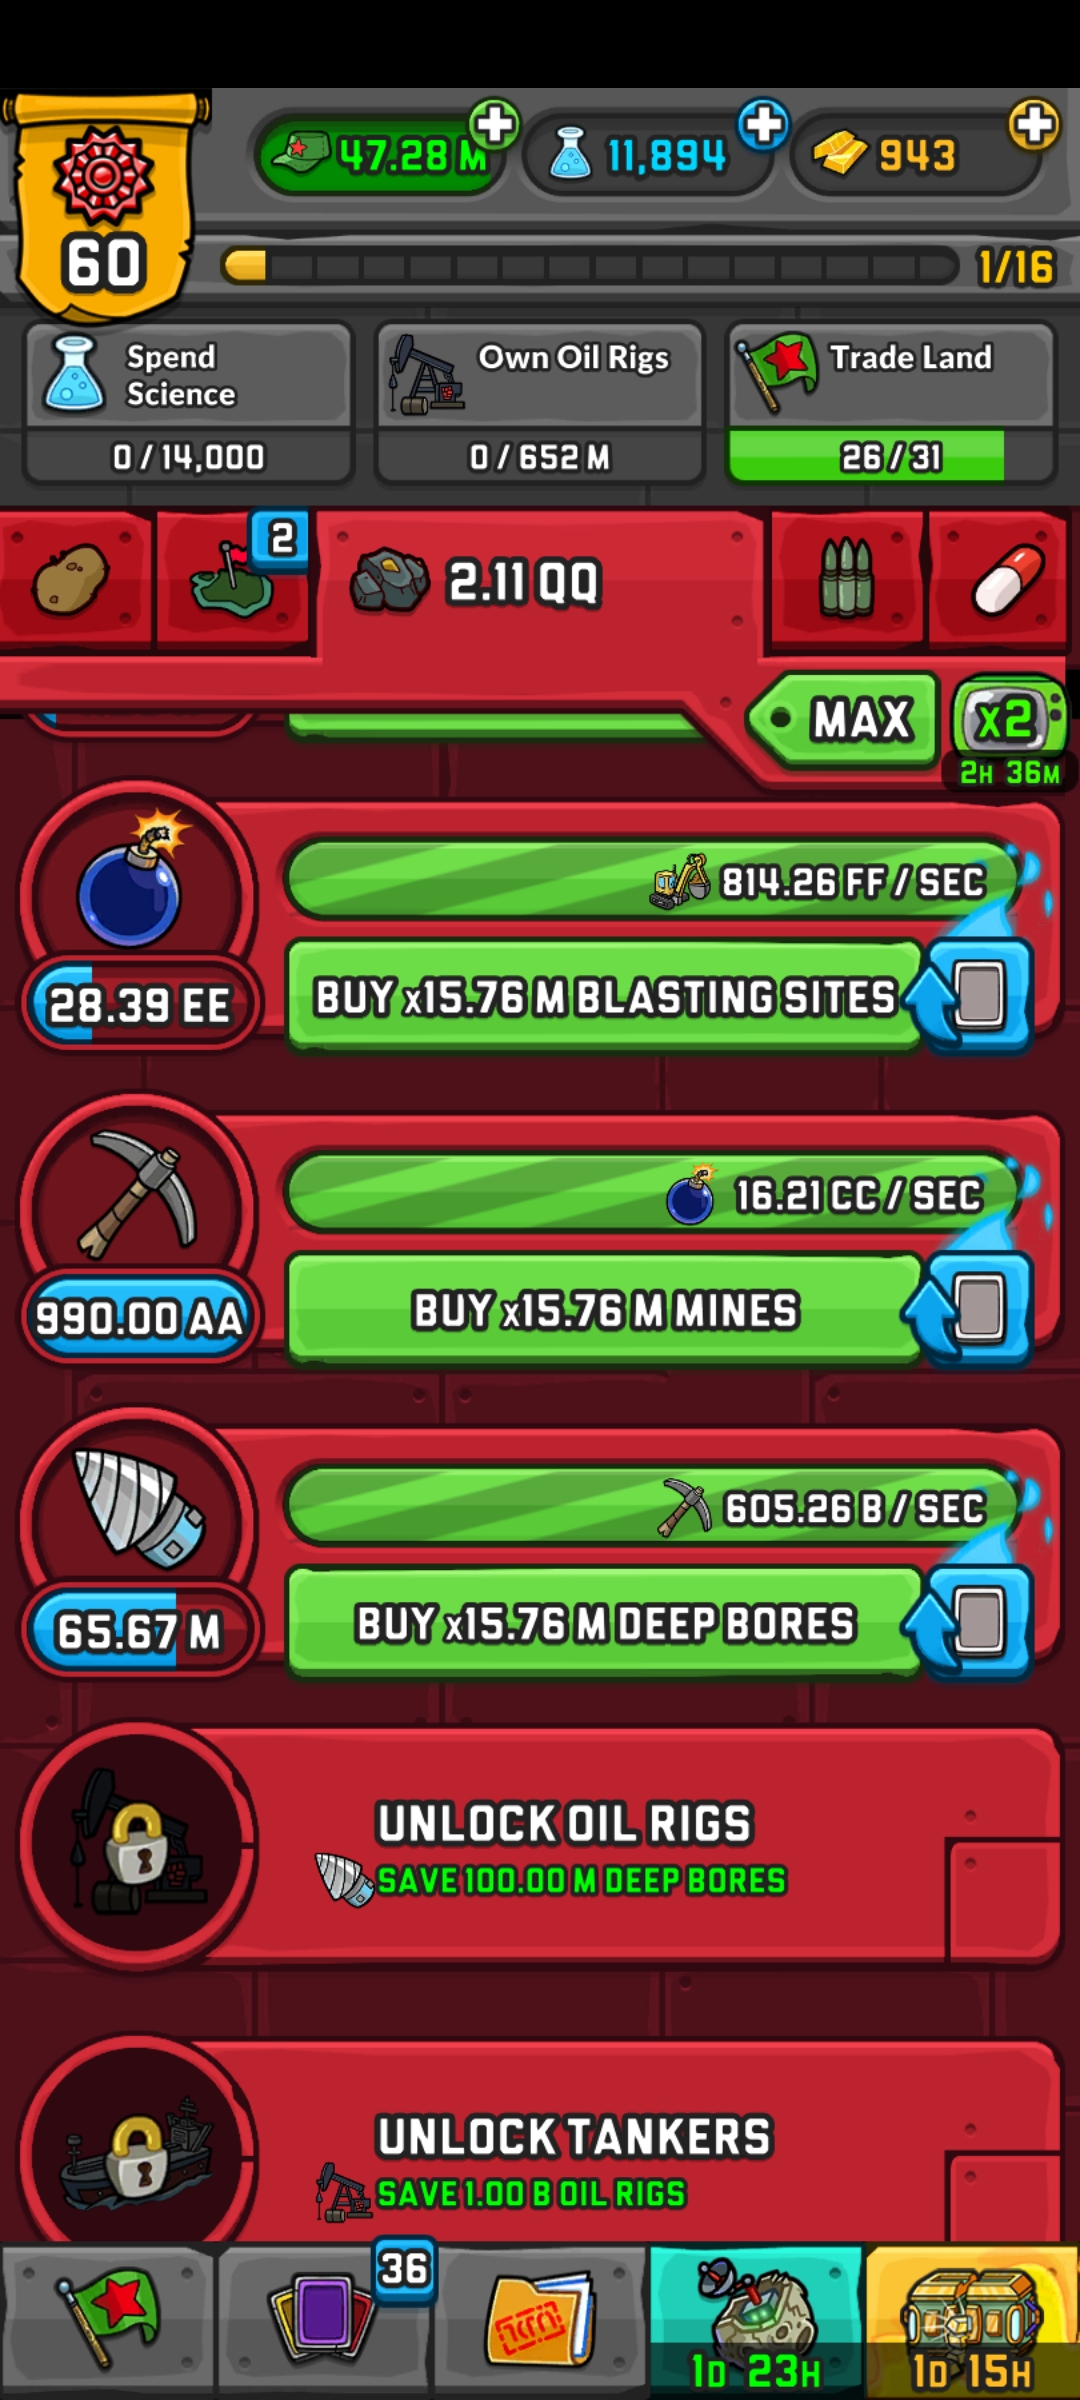 47.28 M
11,894
943
60
1/16
Spend
Science
0 / 14,000
Own Oil Rigs
0 / 652 M
Trade Land
26 / 31
2
2.11 QQ
MAX
x2
2H 36M
814.26 FF / SEC
28.39 EE
BUY x15.76 M BLASTING SITES
16.21 CC / SEC
990.00 AA
BUY x15.76 M MINES
605.26 B / SEC
65.67 M
BUY x15.76 M DEEP BORES
UNLOCK OIL RIGS
SAVE 100.00 M DEEP BORES
UNLOCK TANKERS
SAVE 1.00 B OIL RIGS
36
1D 23H
1D 15H